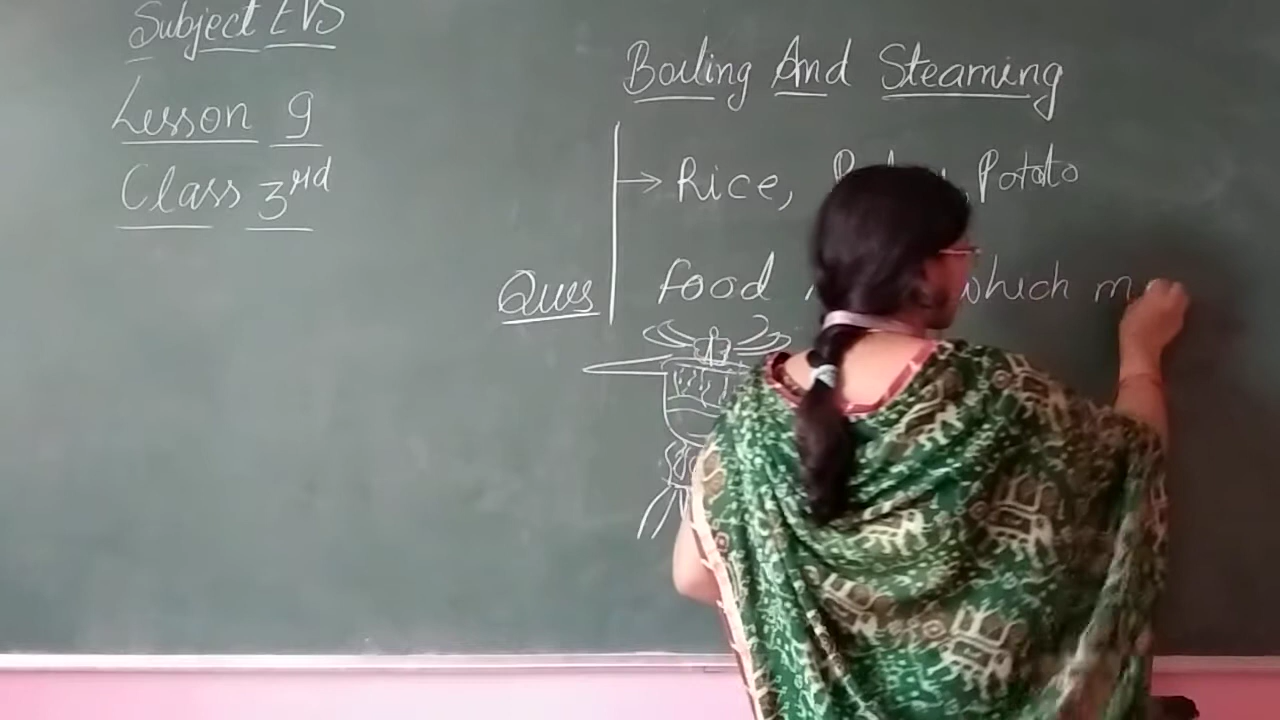 Subject EVS
Lesson 9
Class 3rd
Boiling And Steaming
Rice, Potato
Ques food which